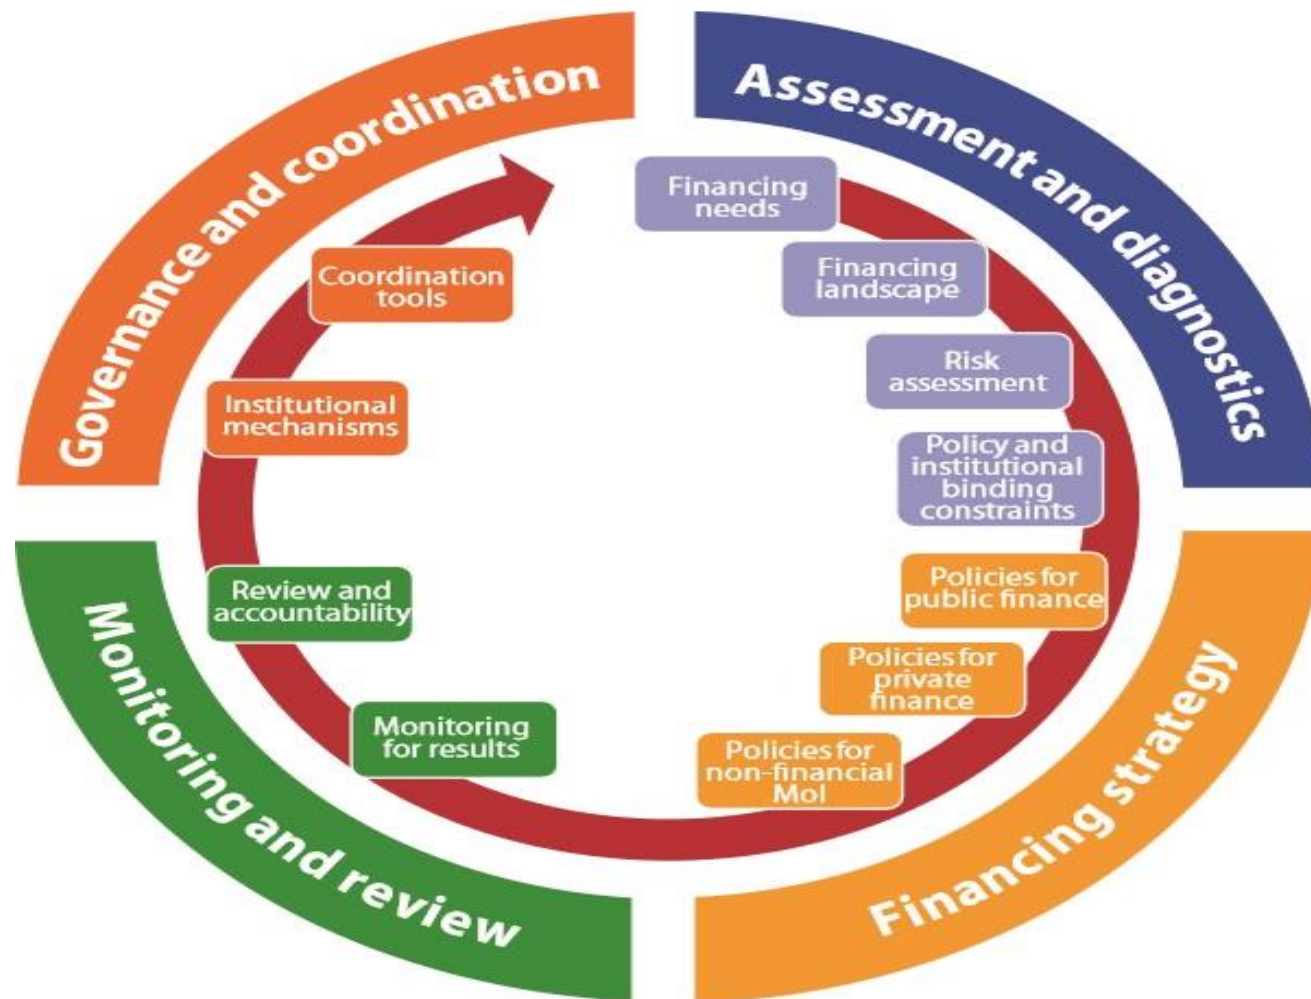 Governance and coordination
Assessment and diagnostics
Financing
needs
Financing
landscape
Risk
assessment
Policy and
institutional
binding
constraints
Policies for
public finance
Policies for
private
finance
Policies for
non-financial
MoI
Financing strategy
Monitoring
for results
Review and
accountability
Monitoring and review
Institutional
mechanisms
Coordination
tools